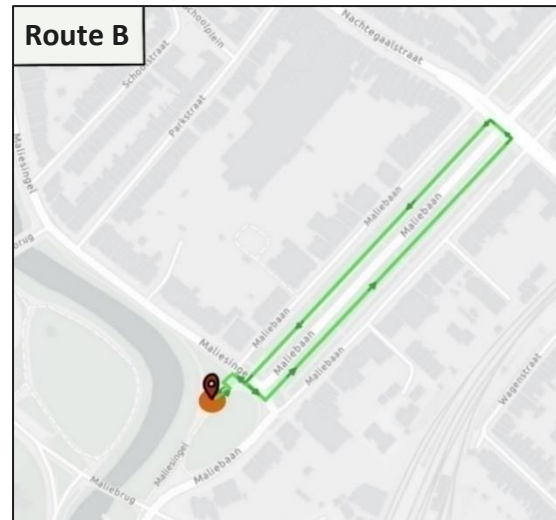 Route B
Schoolplein
Schoolstraat
Nachtegaalstraat
Parkstraat
Maliesingel
Maliebaan
Maliebaan
Maliebaan
Maliesingel
Maliebaan
Maliebaan
Wagenstraat
Maliesingel
Maliebaan
Maliebrug